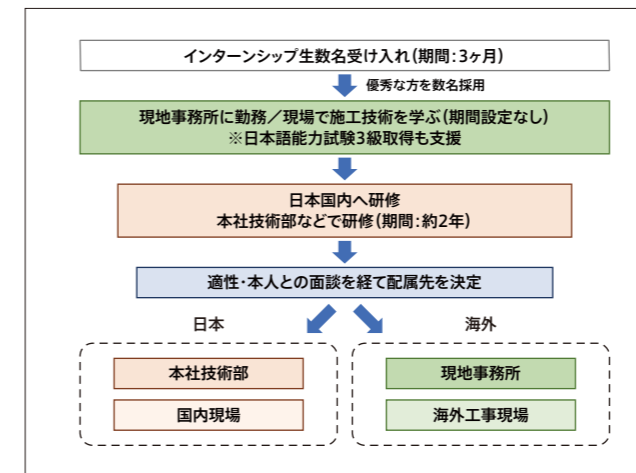 インターンシップ生数名受け入れ(期間:3ヶ月)
優秀な方を数名採用
現地事務所に勤務/現場で施工技術を学ぶ(期間設定なし)
※日本語能力試験3級取得も支援
日本国内へ研修
本社技術部などで研修(期間:約2年)
適性・本人との面談を経て配属先を決定
日本
海外
本社技術部
現地事務所
国内現場
海外工事現場